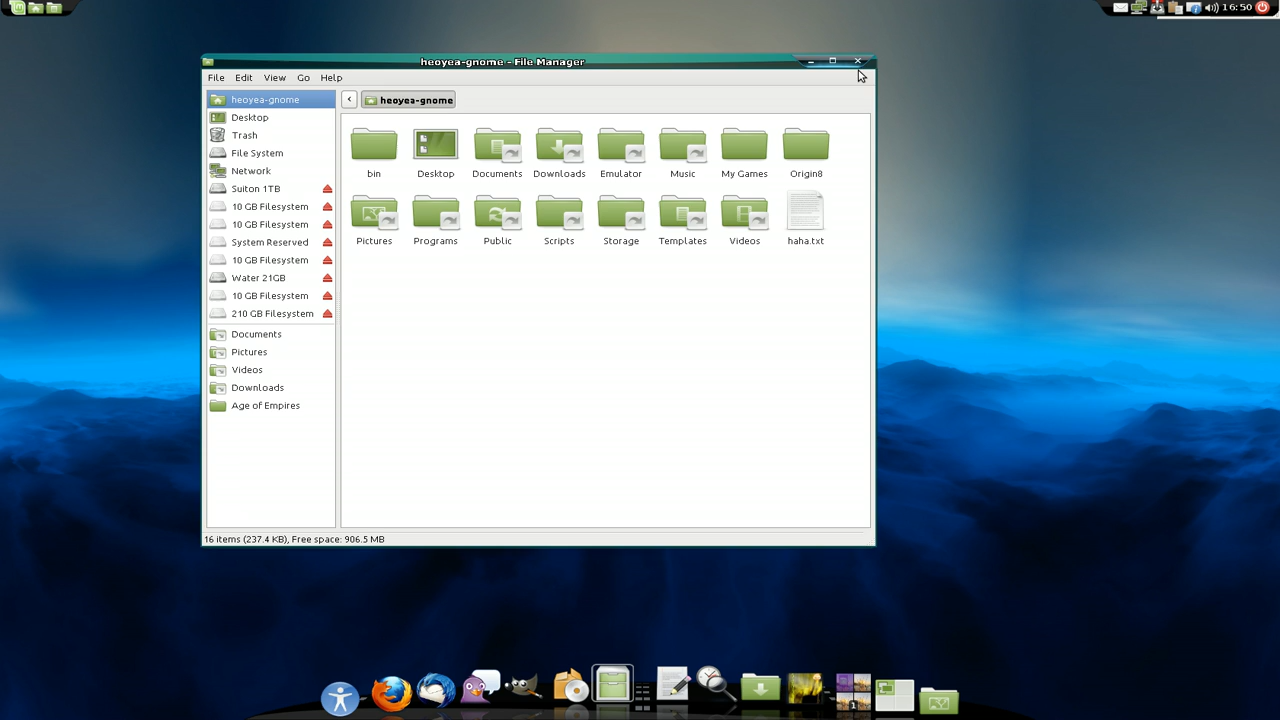 16:50
heoyea-gnome - File Manager
File Edit View Go Help
heoyea-gnome
Desktop
Trash
File System
Network
Suiton 1TB
10 GB Filesystem
10 GB Filesystem
System Reserved
10 GB Filesystem
Water 21GB
10 GB Filesystem
210 GB Filesystem
Documents
Pictures
Videos
Downloads
Age of Empires
heoyea-gnome
bin Desktop Documents Downloads Emulator Music My Games Origin8
Pictures Programs Public Scripts Storage Templates Videos haha.txt
16 items (237.4 KB), Free space: 906.5 MB
1